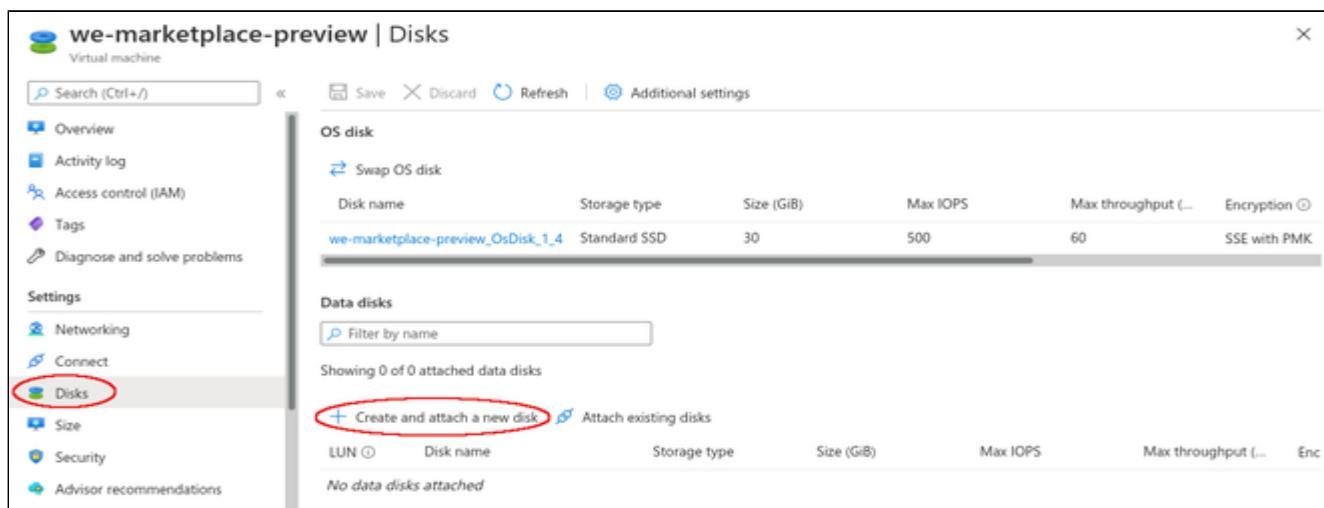 we-marketplace-preview | Disks
Virtual machine
Search (Ctrl+/)
«
Save Discard Refresh Additional settings
Overview
Activity log
Access control (IAM)
Tags
Diagnose and solve problems
Settings
Networking
Connect
Disks
Size
Security
Advisor recommendations
OS disk
Swap OS disk
Disk name Storage type Size (GiB) Max IOPS Max throughput (... Encryption
we-marketplace-preview_OsDisk_1_4 Standard SSD 30 500 60 SSE with PMK
Data disks
Filter by name
Showing 0 of 0 attached data disks
+ Create and attach a new disk Attach existing disks
LUN Disk name Storage type Size (GiB) Max IOPS Max throughput (... Enc
No data disks attached